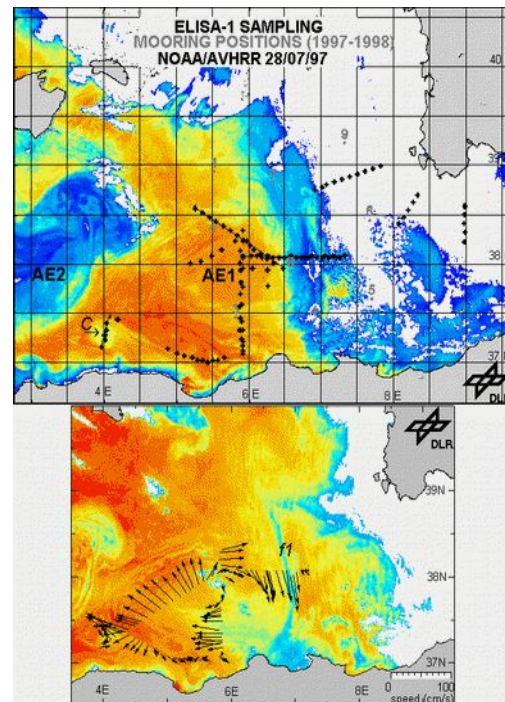 ELISA-1 SAMPLING
MOORING POSITIONS (1997-1998)
NOAA/AVHRR 28/07/97
40
9
39
6
38
AE2
AE1
5
C
37N
4E
6E
8E
DLR
DLR
39N
f1
38N
37N
4E
6E
8E
0 100
speed (cm/s)